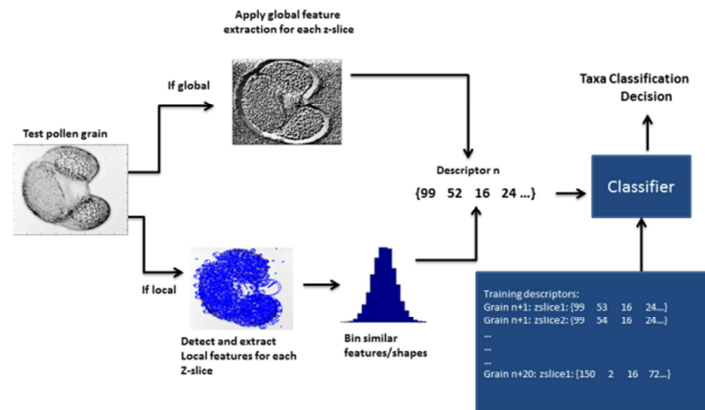 Apply global feature
extraction for each z-slice
If global
Test pollen grain
Taxa Classification
Decision
Descriptor n
{99 52 16 24 ...}
Classifier
If local
Detect and extract
Local features for each
Z-slice
Bin similar
features/shapes
Training descriptors:
Grain n+1: zslice1: {99 53 16 24...}
Grain n+1: zslice2: {99 54 16 24...}
...
...
...
Grain n+20: zslice1: {150 2 16 72...}